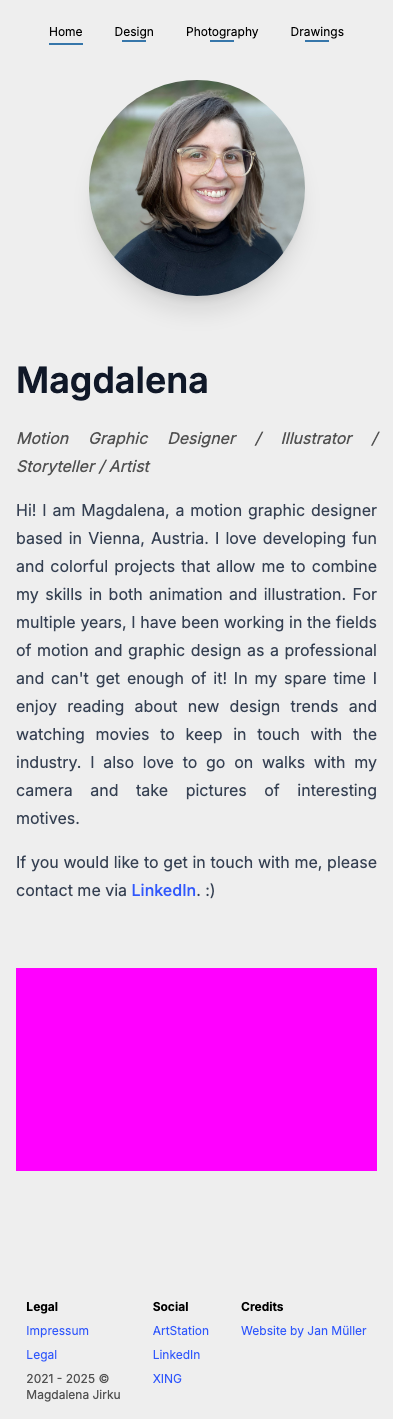 Home Design Photography Drawings
Magdalena
Motion Graphic Designer / Illustrator /
Storyteller / Artist
Hi! I am Magdalena, a motion graphic designer
based in Vienna, Austria. I love developing fun
and colorful projects that allow me to combine
my skills in both animation and illustration. For
multiple years, I have been working in the fields
of motion and graphic design as a professional
and can't get enough of it! In my spare time I
enjoy reading about new design trends and
watching movies to keep in touch with the
industry. I also love to go on walks with my
camera and take pictures of interesting
motives.
If you would like to get in touch with me, please
contact me via LinkedIn. :)
Legal
Impressum
Legal
2021 - 2025 ©
Magdalena Jirku
Social
ArtStation
LinkedIn
XING
Credits
Website by Jan Müller